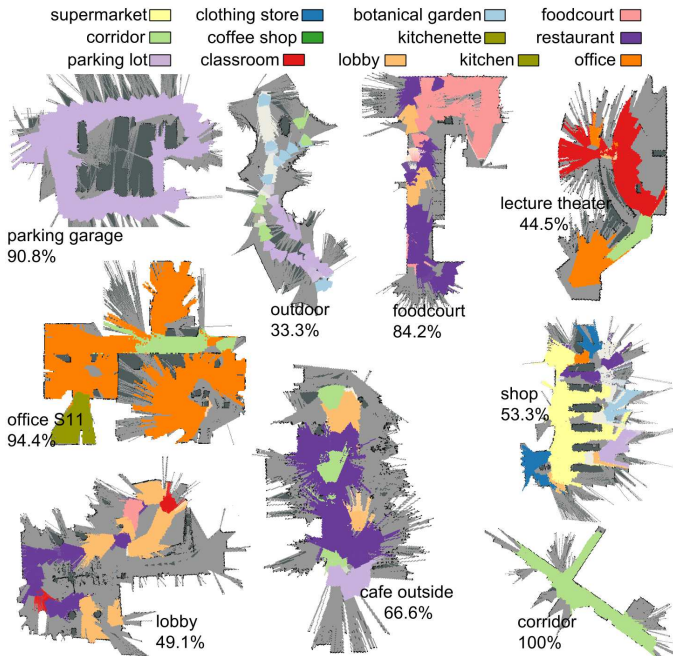 supermarket clothing store botanical garden foodcourt
corridor coffee shop kitchenette restaurant
parking lot classroom lobby kitchen office
parking garage
90.8%
outdoor
33.3%
foodcourt
84.2%
lecture theater
44.5%
office S11
94.4%
shop
53.3%
lobby
49.1%
cafe outside
66.6%
corridor
100%